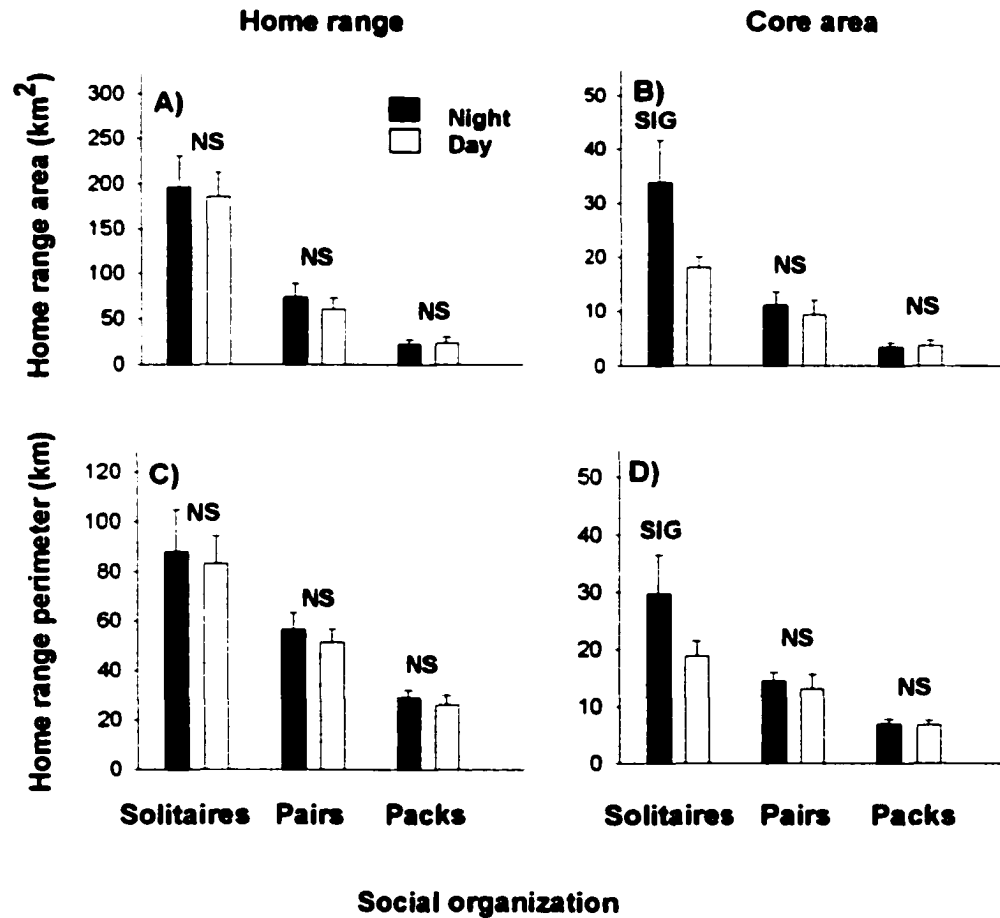 Home range
Core area
Home range area (km²)
300
250
200
150
100
50
0
A)
NS
NS
NS
Night
Day
50
40
30
20
10
0
B)
SIG
NS
NS
Home range perimeter (km)
120
100
80
60
40
20
0
C)
NS
NS
NS
50
40
30
20
10
0
D)
SIG
NS
NS
Solitaires Pairs Packs
Solitaires Pairs Packs
Social organization